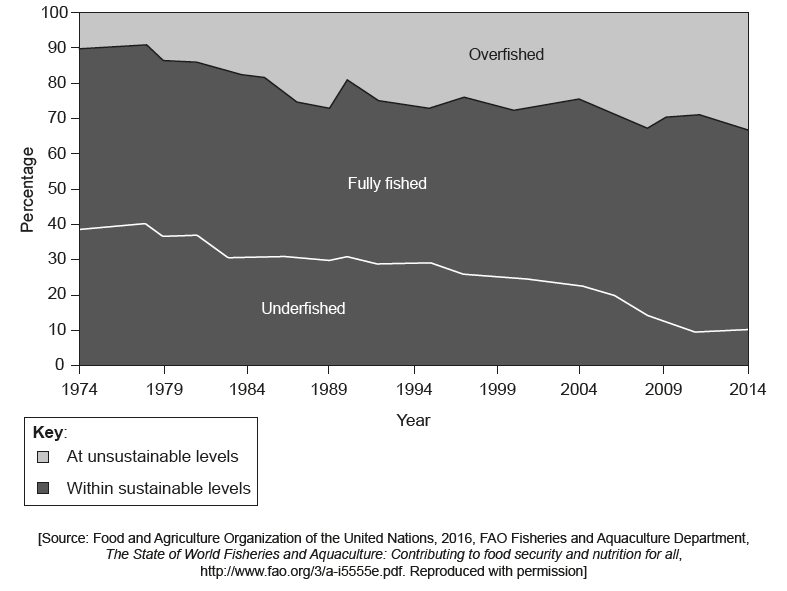 100
90
80
70
60
50
40
30
20
10
0
Percentage
Overfished
Fully fished
Underfished
1974 1979 1984 1989 1994 1999 2004 2009 2014
Year
Key:
At unsustainable levels
Within sustainable levels
[Source: Food and Agriculture Organization of the United Nations, 2016, FAO Fisheries and Aquaculture Department,
The State of World Fisheries and Aquaculture: Contributing to food security and nutrition for all,
http://www.fao.org/3/a-i5555e.pdf. Reproduced with permission]